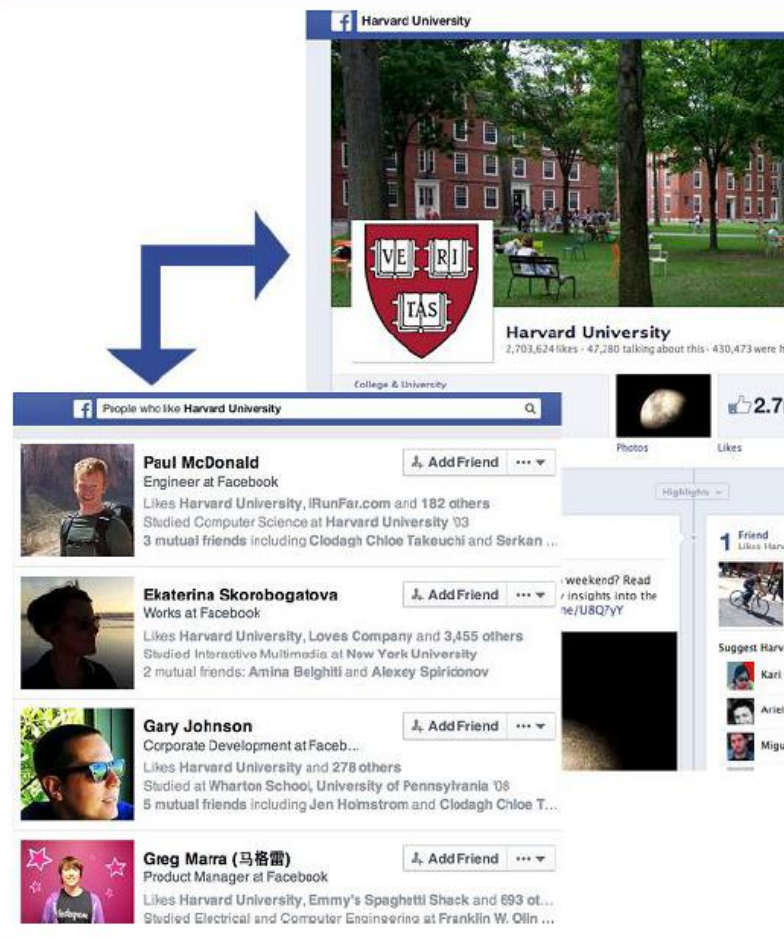 Harvard University
VE RI
TAS
Harvard University
2,703,624 likes · 47,280 talking about this · 430,473 were h
College & University
2.7
Photos
Likes
Highlights
1 Friend
Likes Harv
weekend? Read
insights into the
ne/U8Q7yY
Suggest Harv
Kari
Ariel
Migu
People who like Harvard University
Paul McDonald
Add Friend
Engineer at Facebook
Likes Harvard University, iRunFar.com and 182 others
Studied Computer Science at Harvard University '03
3 mutual friends including Clodagh Chloe Takeuchi and Serkan ...
Ekaterina Skorobogatova
Add Friend
Works at Facebook
Likes Harvard University, Loves Company and 3,455 others
Studied Interactive Multimedia at New York University
2 mutual friends: Amina Belghiti and Alexey Spiridonov
Gary Johnson
Add Friend
Corporate Development at Faceb...
Likes Harvard University and 278 others
Studied at Wharton School, University of Pennsylvania '08
5 mutual friends including Jen Holmstrom and Clodagh Chloe T...
Greg Marra (马格雷)
Add Friend
Product Manager at Facebook
Likes Harvard University, Emmy's Spaghetti Shack and 693 ot...
Studied Electrical and Computer Engineering at Franklin W. Olin ...
Instagram